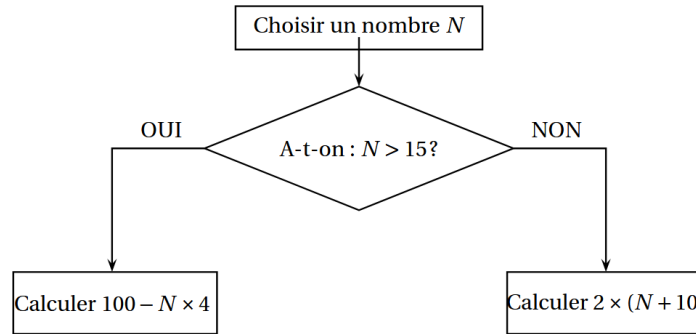 Choisir un nombre N
OUI
NON
A-t-on : N > 15?
Calculer 100 − N × 4
Calculer 2 × (N + 10